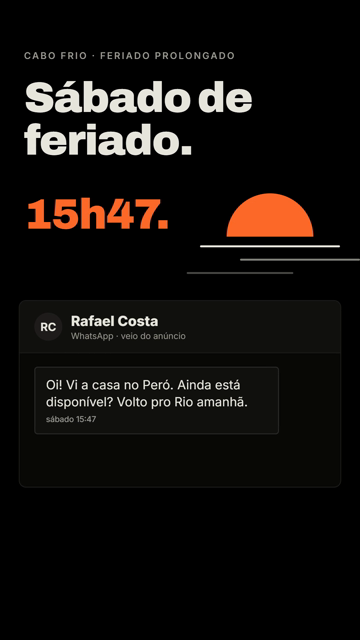 CABO FRIO · FERIADO PROLONGADO
Sábado de
feriado.
15h47.
RC
Rafael Costa
WhatsApp · veio do anúncio
Oi! Vi a casa no Peró. Ainda está
disponível? Volto pro Rio amanhã.
sábado 15:47